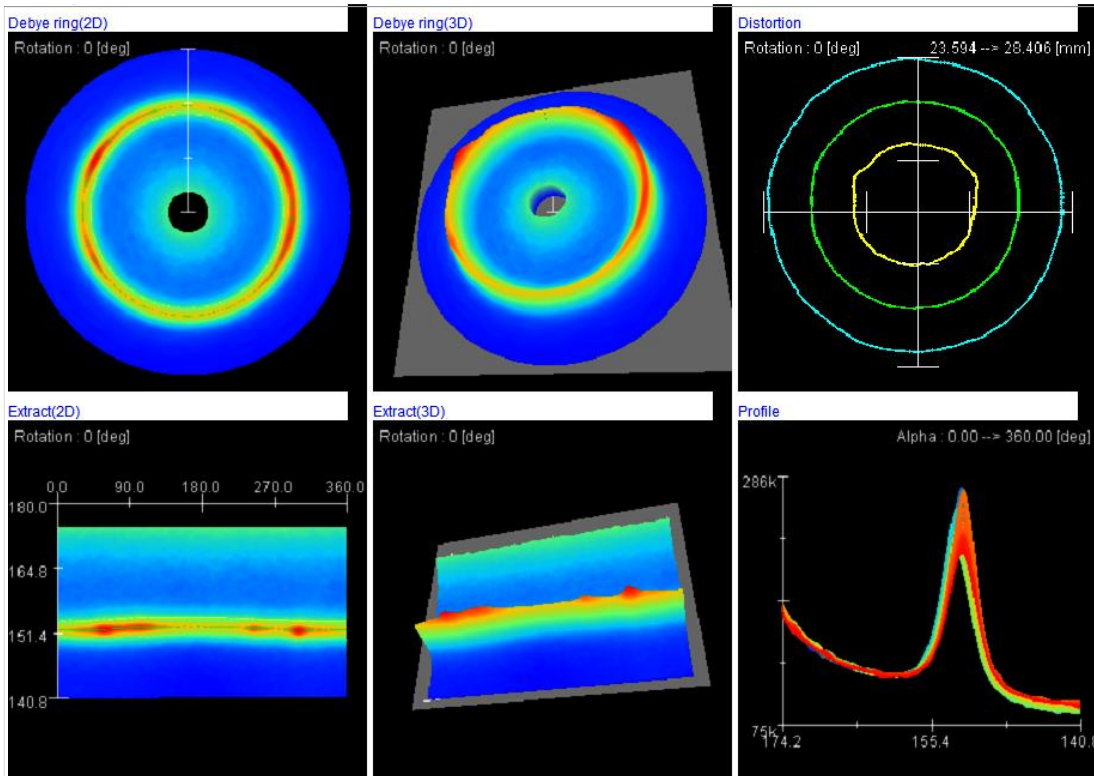 Debye ring(2D)
Rotation : 0 [deg]
Debye ring(3D)
Rotation : 0 [deg]
Distortion
Rotation : 0 [deg]
23.594 --> 28.406 [mm]
Extract(2D)
Rotation : 0 [deg]
0.0 90.0 180.0 270.0 360.0
180.0
164.8
151.4
140.8
Extract(3D)
Rotation : 0 [deg]
Profile
Alpha : 0.00 --> 360.00 [deg]
286k
75k
174.2 155.4 140.8